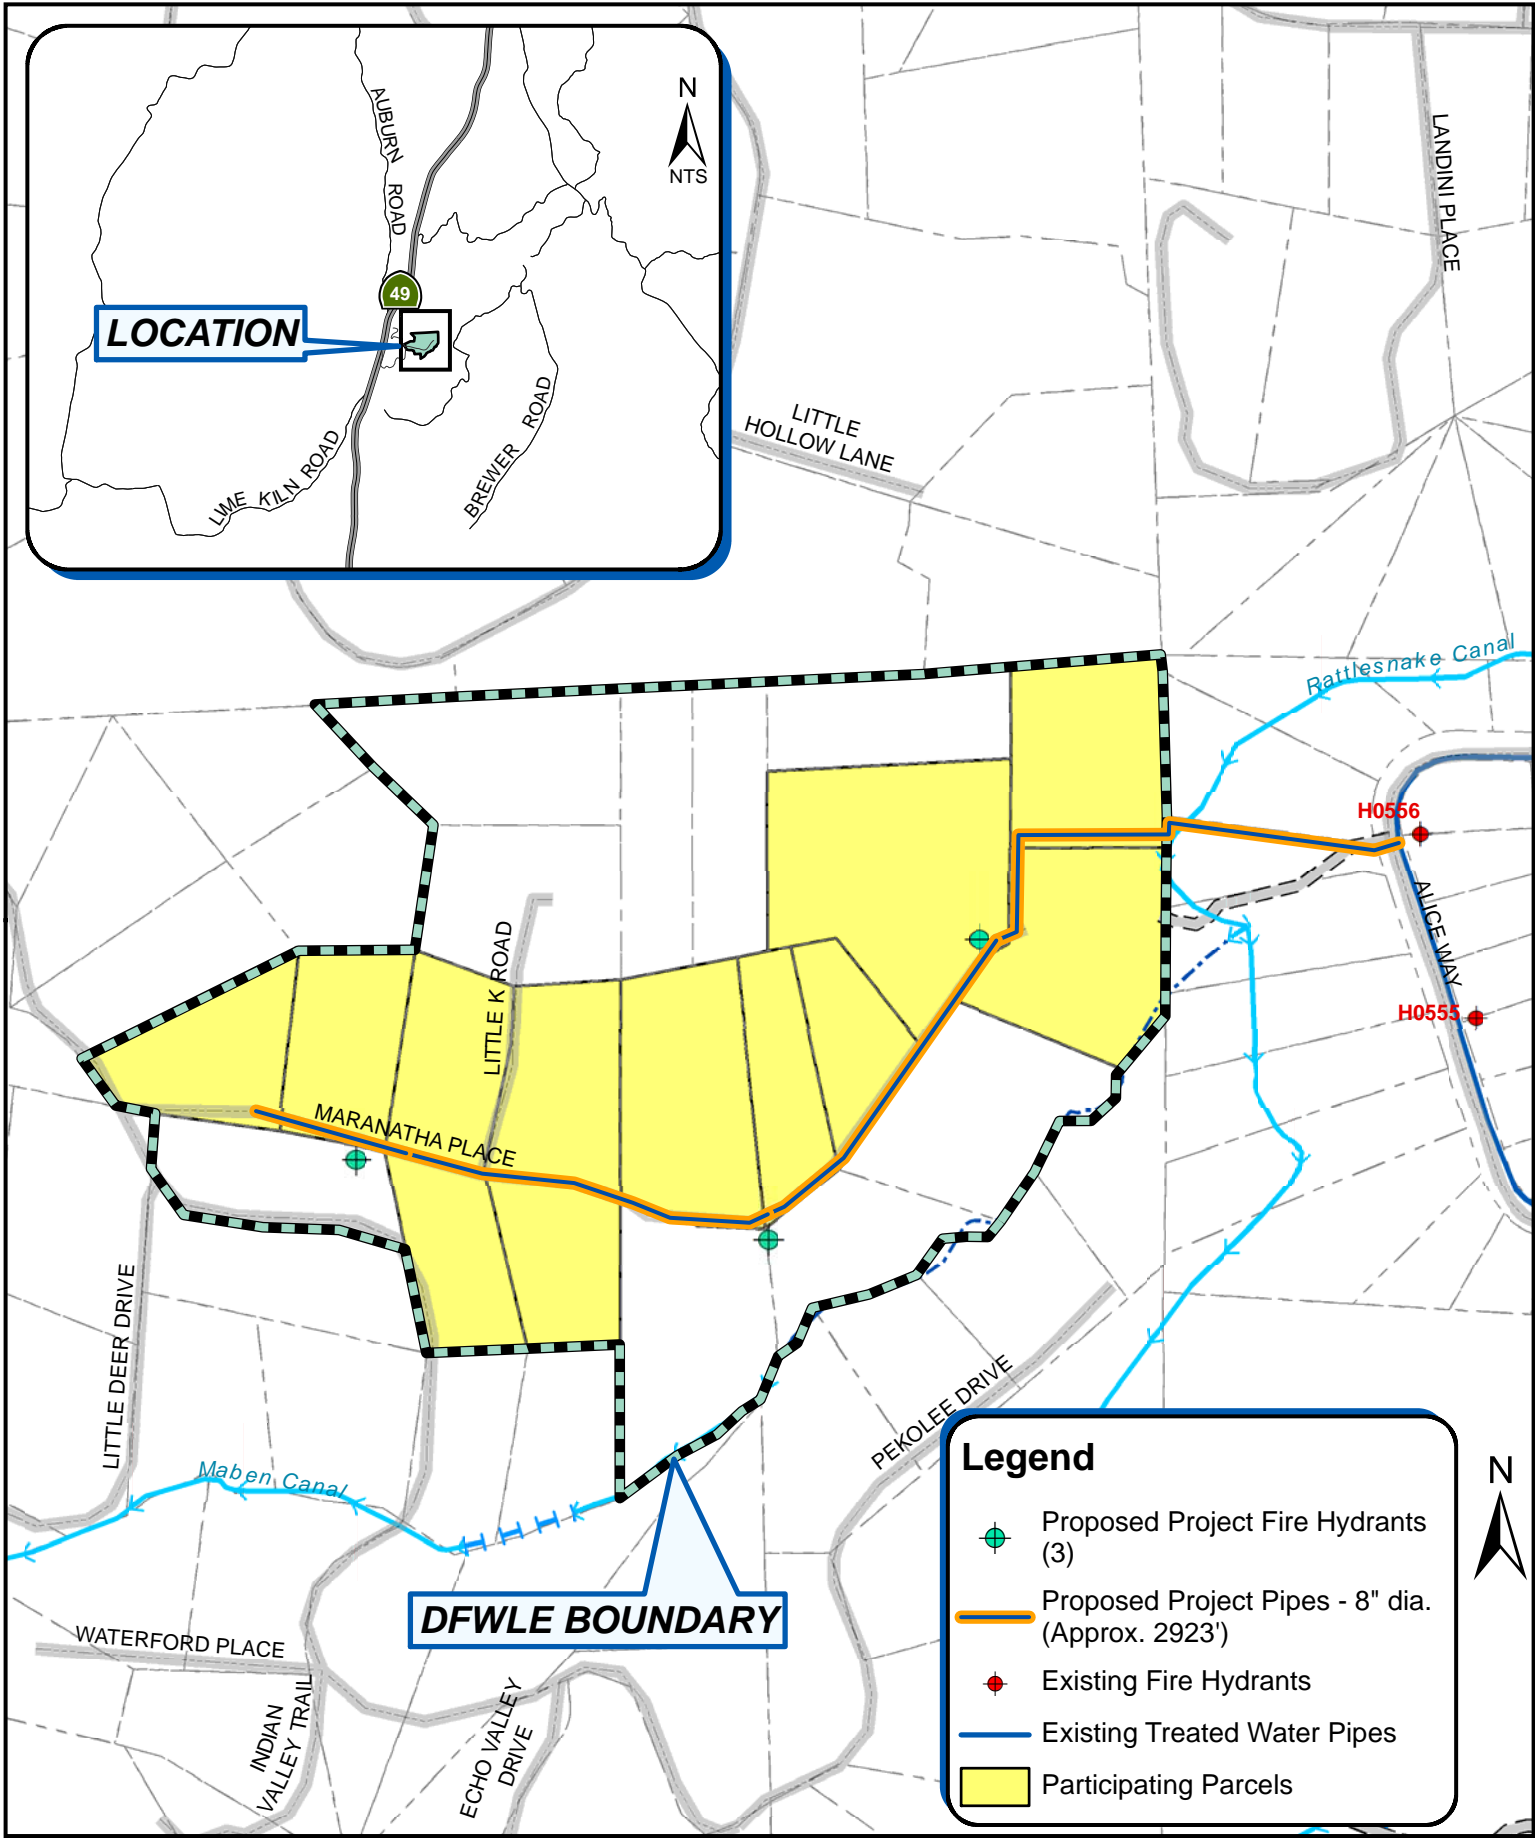 N
NTS
AUBURN ROAD
49
LOCATION
LIME KILN ROAD
BREWER ROAD
LANDINI PLACE
LITTLE
HOLLOW LANE
Rattlesnake Canal
H0556
ALICE WAY
H0555
LITTLE K ROAD
MARANATHA PLACE
LITTLE DEER DRIVE
PEKOLEE DRIVE
Maben Canal
DFWLE BOUNDARY
WATERFORD PLACE
INDIAN
VALLEY TRAIL
ECHO VALLEY
DRIVE
Legend
N
Proposed Project Fire Hydrants
(3)
Proposed Project Pipes - 8" dia.
(Approx. 2923')
Existing Fire Hydrants
Existing Treated Water Pipes
Participating Parcels